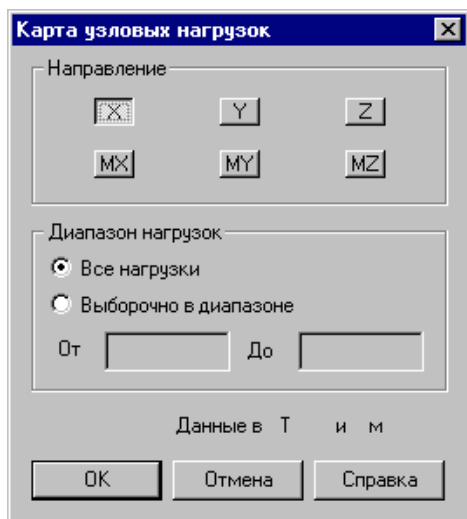 Карта узловых нагрузок
Направление
X Y Z
MX MY MZ
Диапазон нагрузок
Все нагрузки
Выборочно в диапазоне
От До
Данные в Т и м
OK Отмена Справка